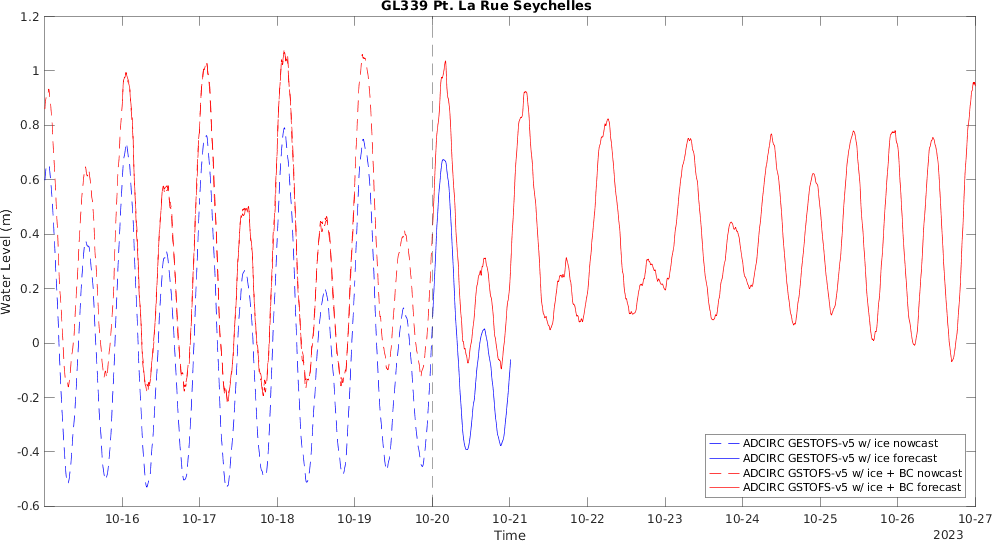 GL339 Pt. La Rue Seychelles
1.2
1
0.8
0.6
0.4
0.2
0
-0.2
-0.4
-0.6
Water Level (m)
ADCIRC GESTOFS-v5 w/ ice nowcast
ADCIRC GESTOFS-v5 w/ ice forecast
ADCIRC GSTOFS-v5 w/ ice + BC nowcast
ADCIRC GSTOFS-v5 w/ ice + BC forecast
10-16 10-17 10-18 10-19 10-20 10-21 10-22 10-23 10-24 10-25 10-26 10-27
Time
2023